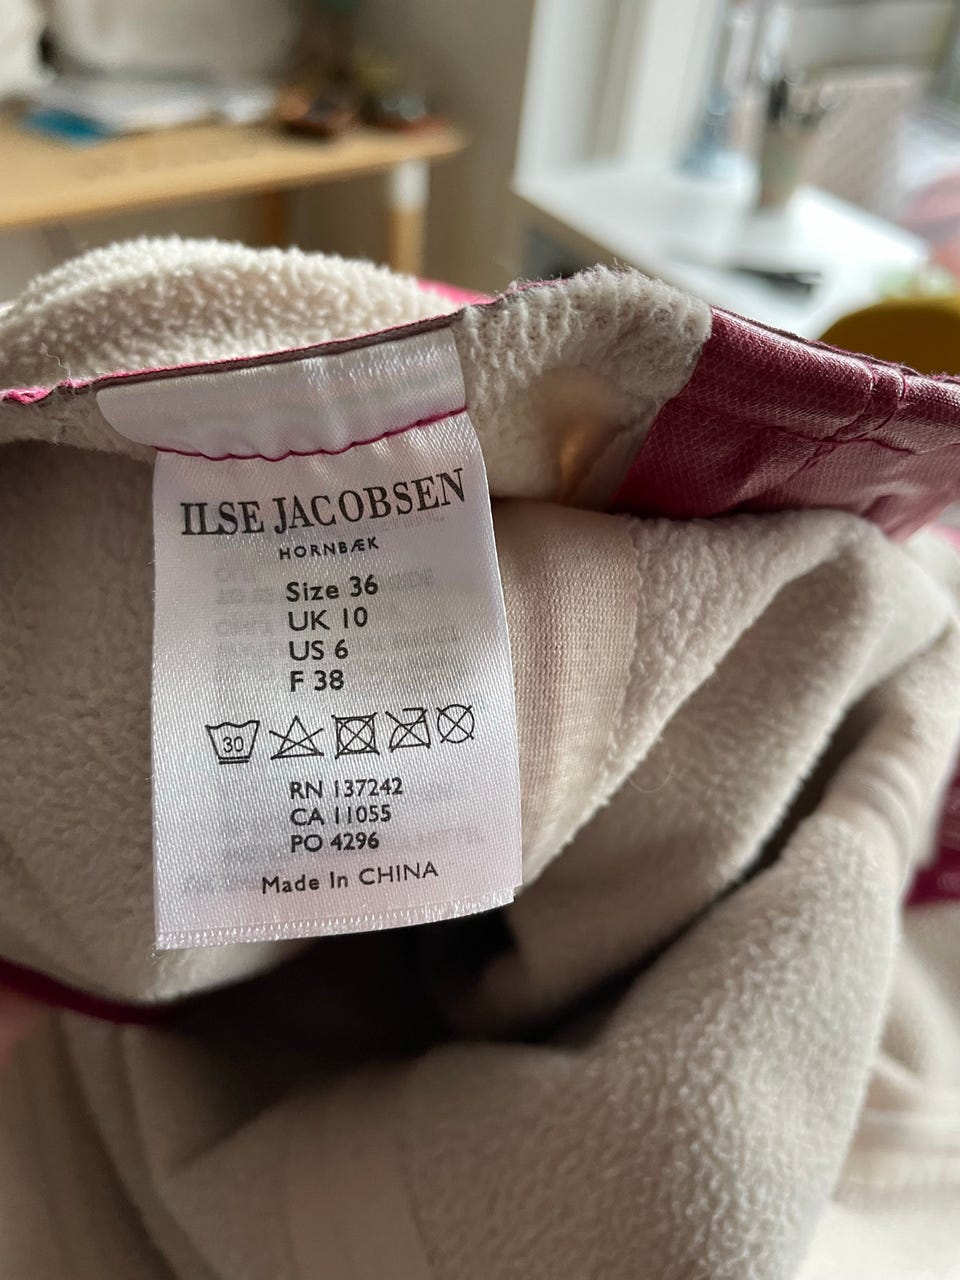 ILSE JACOBSEN
HORNBÆK
Size 36
UK 10
US 6
F 38
30
RN 137242
CA 11055
PO 4296
Made In CHINA